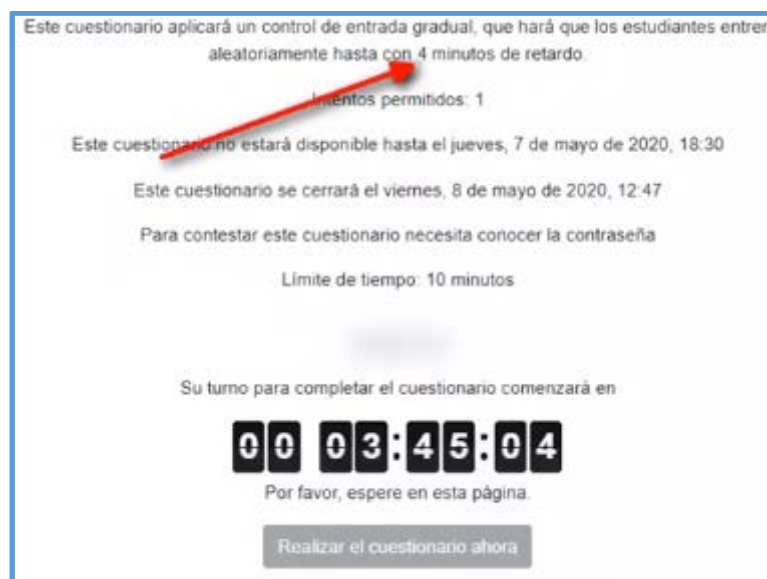 Este cuestionario aplicará un control de entrada gradual, que hará que los estudiantes entren
aleatoriamente hasta con 4 minutos de retardo.
Intentos permitidos: 1
Este cuestionario no estará disponible hasta el jueves, 7 de mayo de 2020, 18:30
Este cuestionario se cerrará el viernes, 8 de mayo de 2020, 12:47
Para contestar este cuestionario necesita conocer la contraseña
Límite de tiempo: 10 minutos
Su turno para completar el cuestionario comenzará en
00 03:45:04
Por favor, espere en esta página.
Realizar el cuestionario ahora